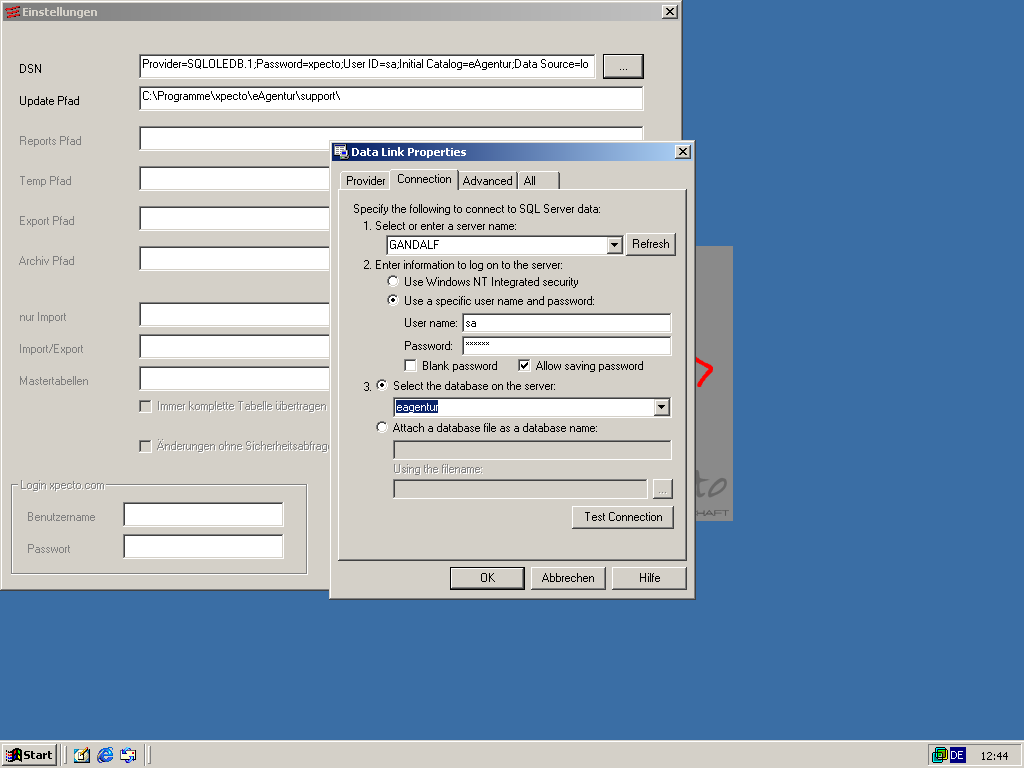 Einstellungen
DSN
Provider=SQLOLEDB.1;Password=xpecto;User ID=sa;Initial Catalog=eAgentur;Data Source=lo
...
Update Pfad
C:\Programme\xpecto\eAgentur\support\
Reports Pfad
Temp Pfad
Export Pfad
Archiv Pfad
nur Import
Import/Export
Mastertabellen
Immer komplette Tabelle übertragen
Änderungen ohne Sicherheitsabfrage
Login xpecto.com
Benutzername
Passwort
Data Link Properties
Provider
Connection
Advanced
All
Specify the following to connect to SQL Server data:
1. Select or enter a server name:
GANDALF
Refresh
2. Enter information to log on to the server:
Use Windows NT Integrated security
Use a specific user name and password:
User name:
sa
Password:
******
Blank password
Allow saving password
3. Select the database on the server:
eagentur
Attach a database file as a database name:
Using the filename:
...
Test Connection
OK
Abbrechen
Hilfe
to
HAFT
Start
DE
12:44